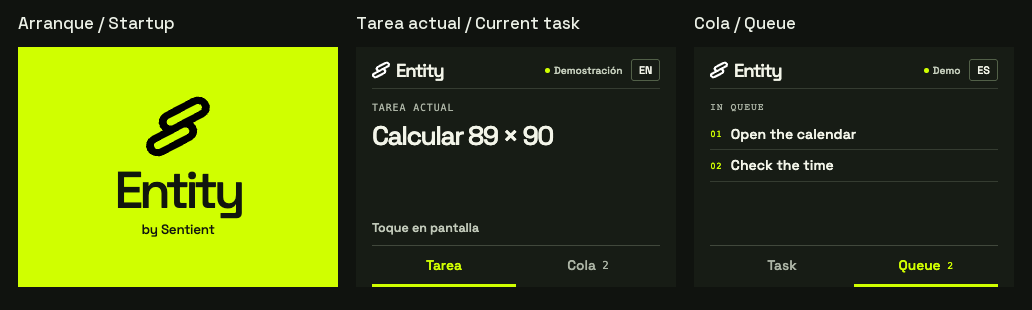 Arranque / Startup
Entity
by Sentient
Tarea actual / Current task
Entity
Demostración
EN
TAREA ACTUAL
Calcular 89 × 90
Toque en pantalla
Tarea
Cola 2
Cola / Queue
Entity
Demo
ES
IN QUEUE
01 Open the calendar
02 Check the time
Task
Queue 2